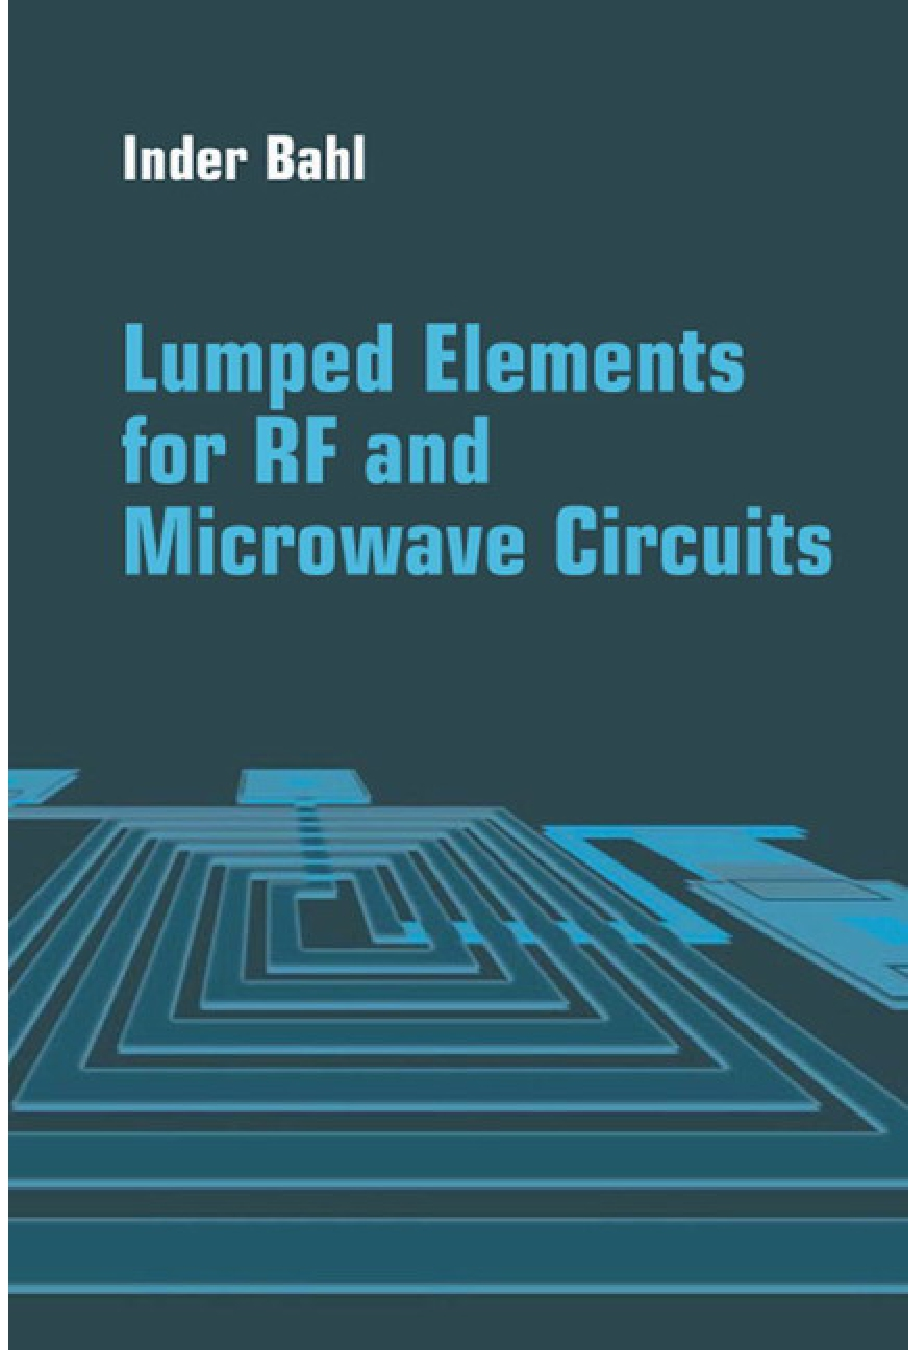 Inder Bahl
Lumped Elements
for RF and
Microwave Circuits